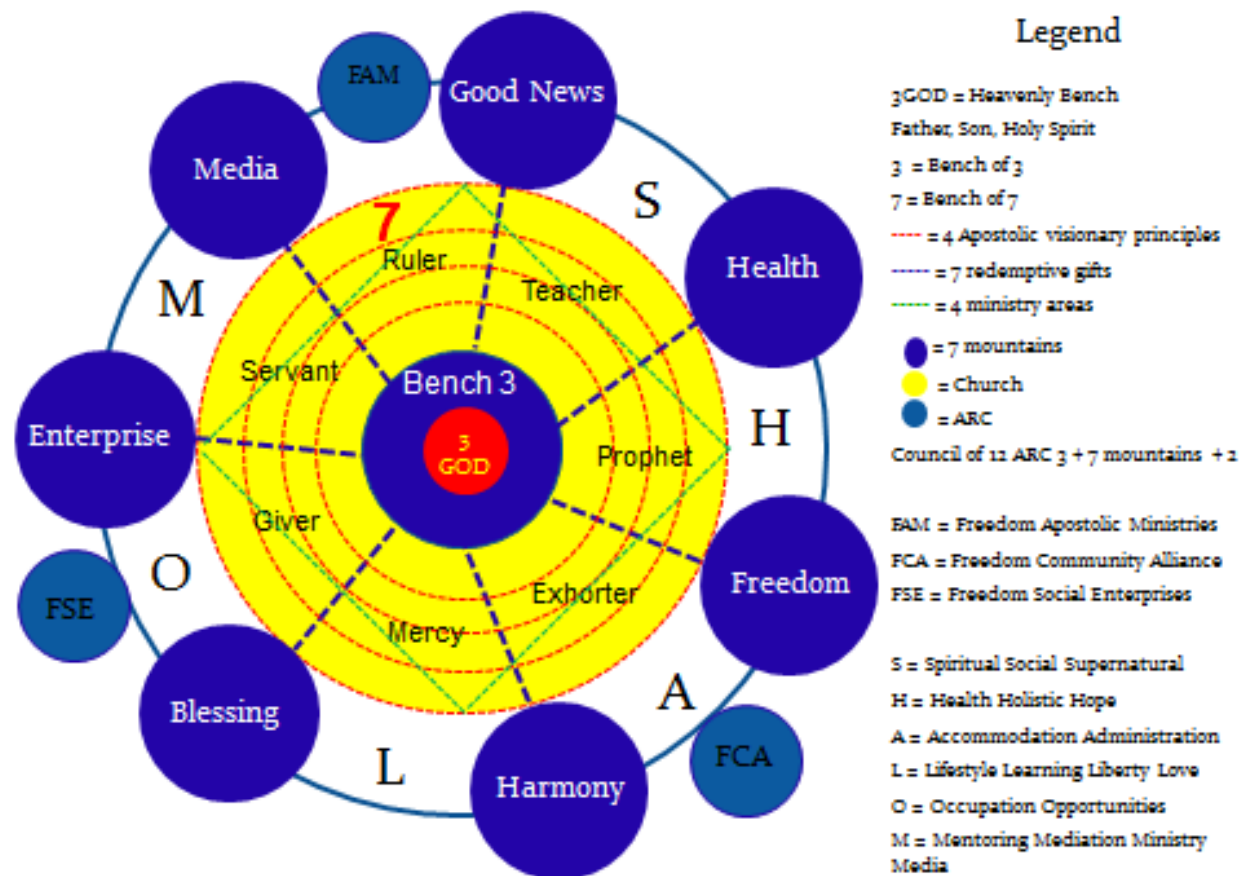 Legend
FAM
Good News
Media
S
Health
7
Ruler
Teacher
M
Servant
Bench 3
Enterprise
3
GOD
Prophet
H
Giver
Exhorter
Freedom
O
FSE
Mercy
Blessing
A
L
FCA
Harmony
3GOD = Heavenly Bench
Father, Son, Holy Spirit
3 = Bench of 3
7 = Bench of 7
---- = 4 Apostolic visionary principles
---- = 7 redemptive gifts
---- = 4 ministry areas
= 7 mountains
= Church
= ARC
Council of 12 ARC 3 + 7 mountains + 2
FAM = Freedom Apostolic Ministries
FCA = Freedom Community Alliance
FSE = Freedom Social Enterprises
S = Spiritual Social Supernatural
H = Health Holistic Hope
A = Accommodation Administration
L = Lifestyle Learning Liberty Love
O = Occupation Opportunities
M = Mentoring Mediation Ministry
Media